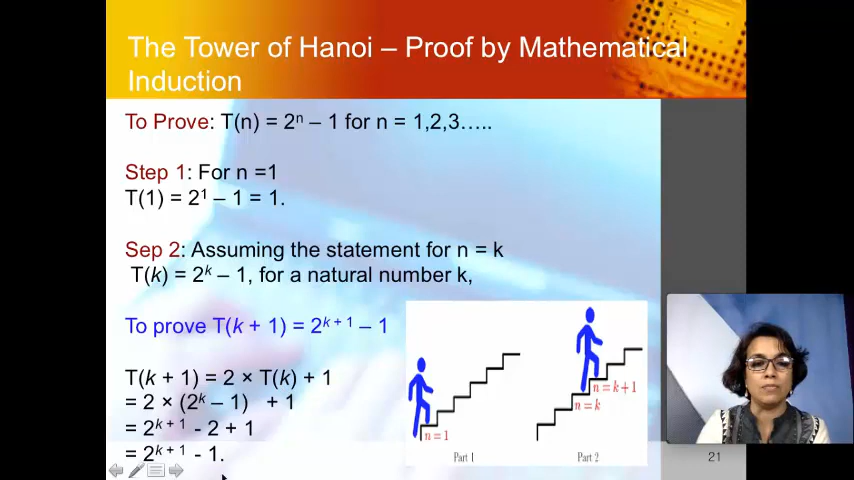 The Tower of Hanoi – Proof by Mathematical
Induction
To Prove: T(n) = 2ⁿ – 1 for n = 1,2,3…..
Step 1: For n =1
T(1) = 2¹ – 1 = 1.
Sep 2: Assuming the statement for n = k
T(k) = 2ᵏ – 1, for a natural number k,
To prove T(k + 1) = 2ᵏ⁺¹ – 1
T(k + 1) = 2 × T(k) + 1
= 2 × (2ᵏ – 1) + 1
= 2ᵏ⁺¹ - 2 + 1
= 2ᵏ⁺¹ - 1.
n = 1
Part 1
n = k+1
n = k
Part 2
21